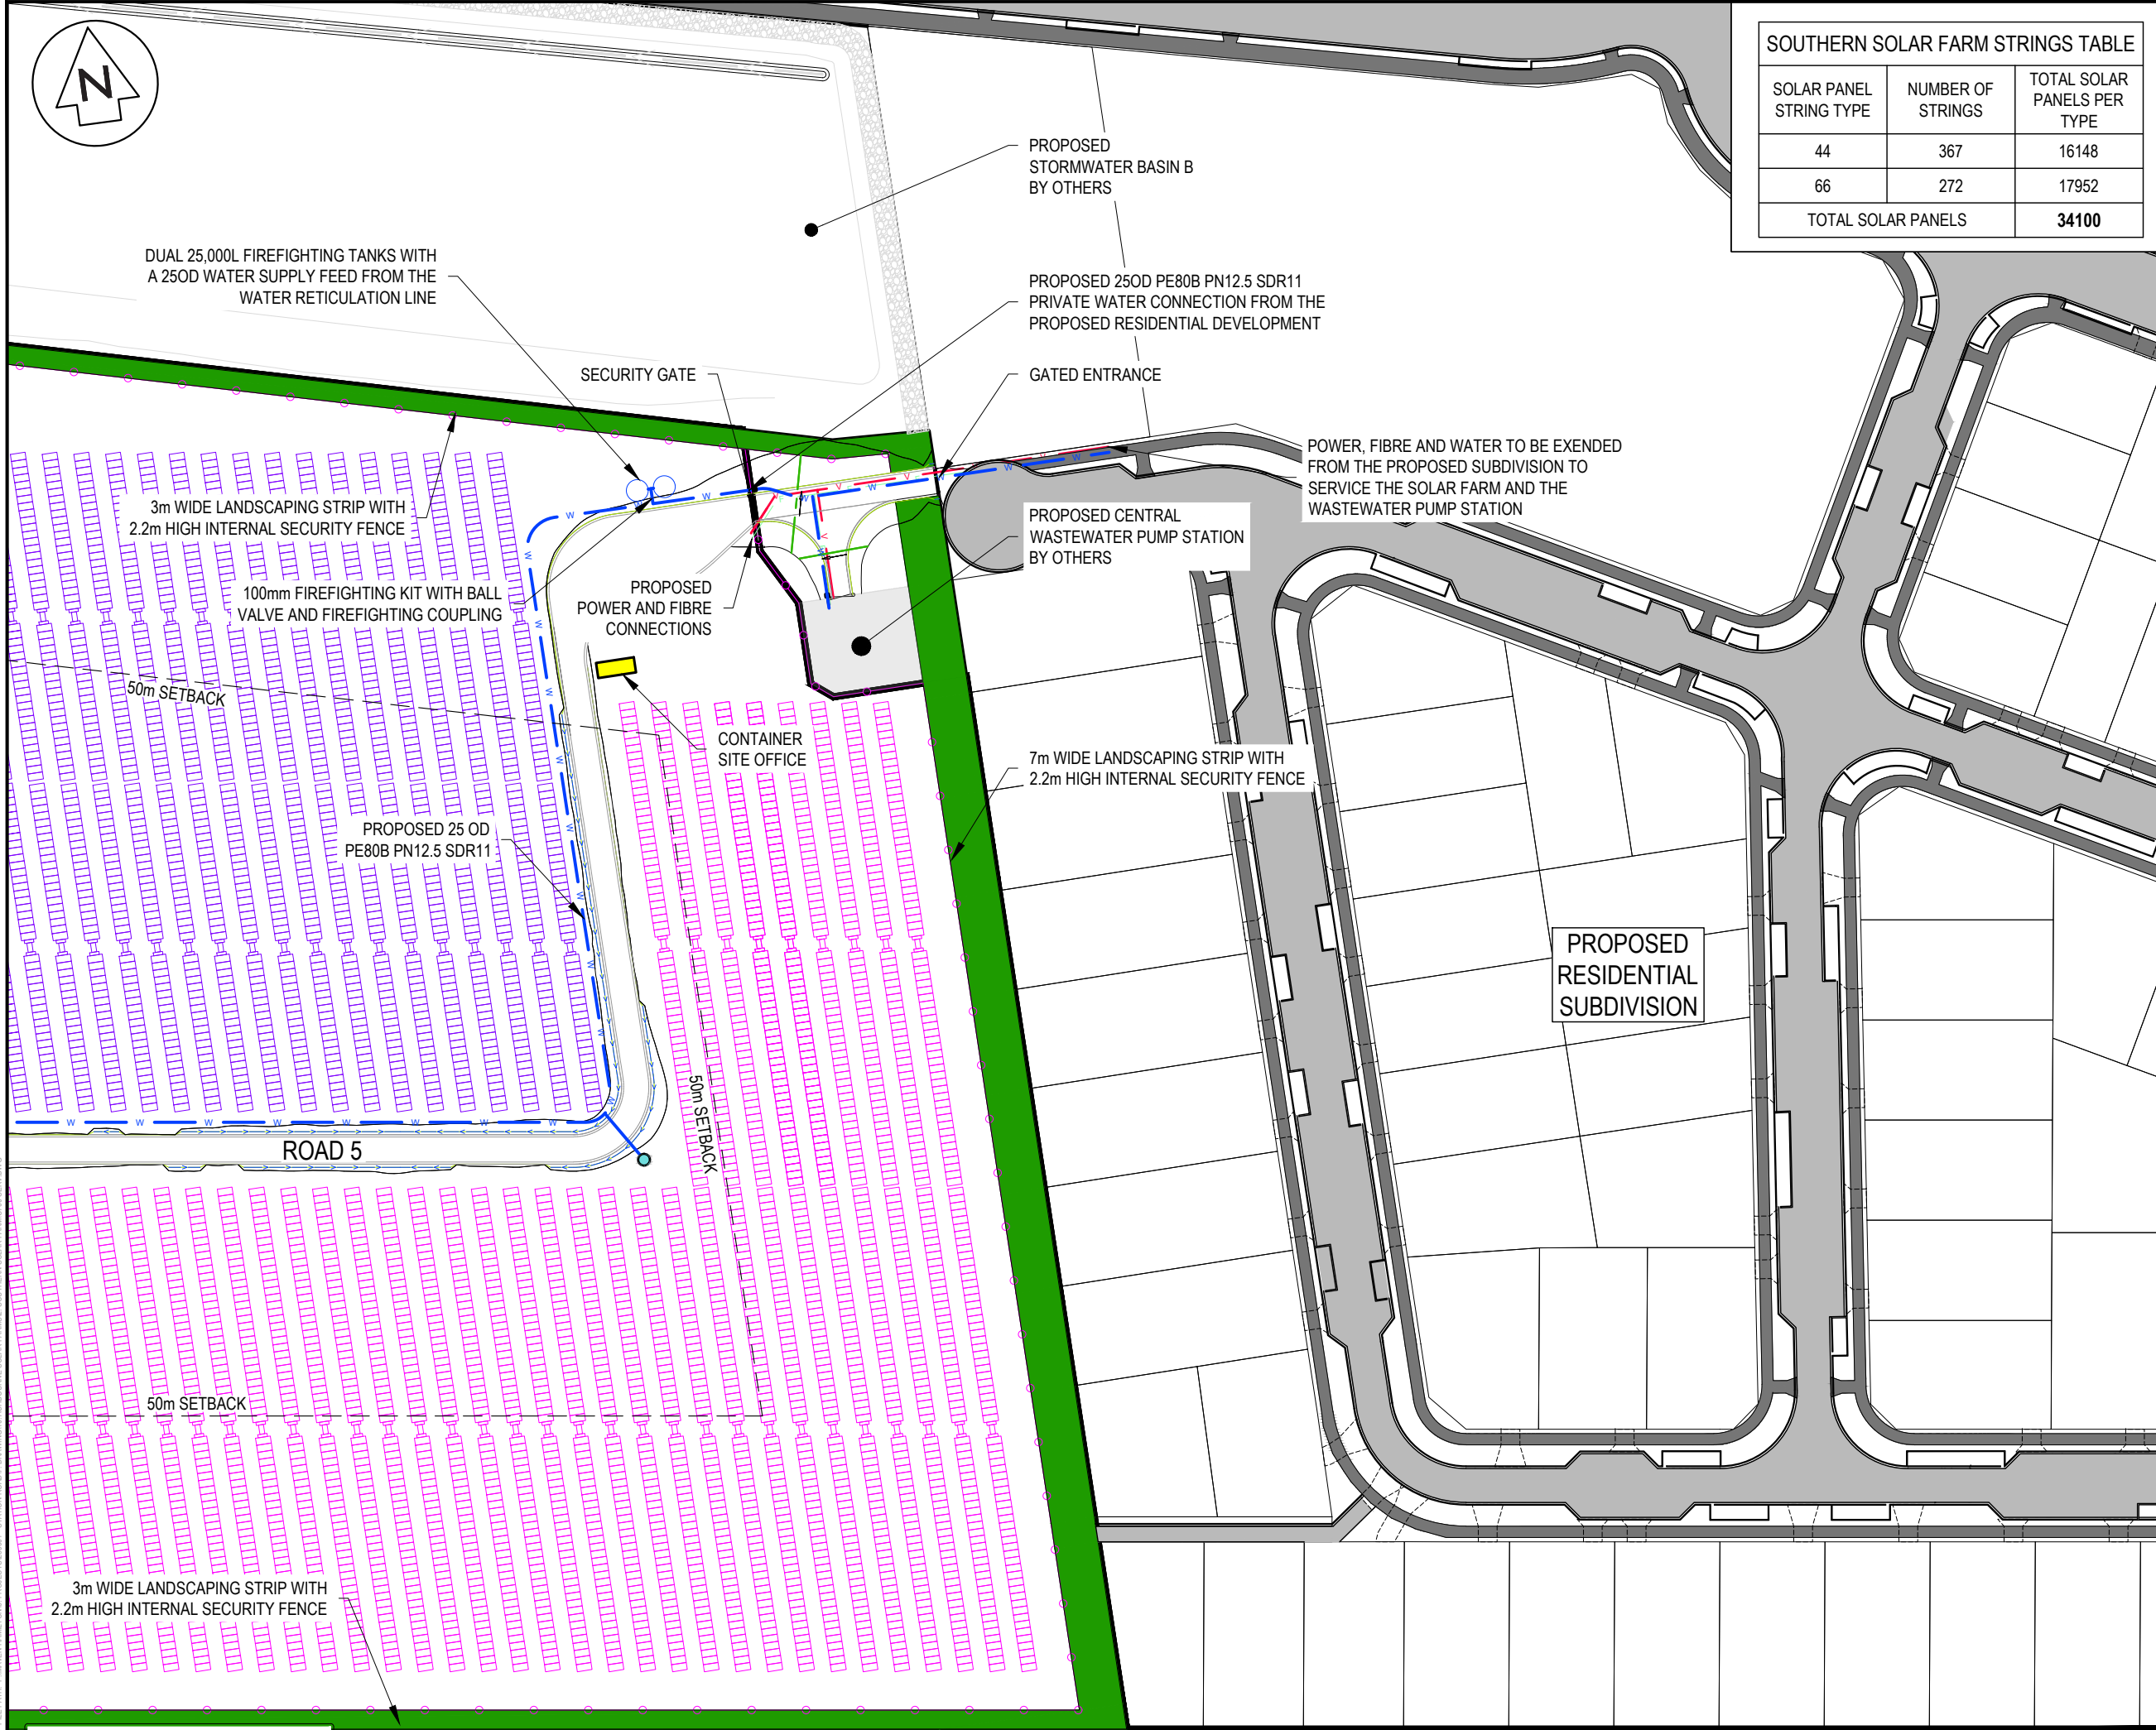 N
SOUTHERN SOLAR FARM STRINGS TABLE
SOLAR PANEL
STRING TYPE
NUMBER OF
STRINGS
TOTAL SOLAR
PANELS PER
TYPE
44 367 16148
66 272 17952
TOTAL SOLAR PANELS 34100
PROPOSED
STORMWATER BASIN B
BY OTHERS
DUAL 25,000L FIREFIGHTING TANKS WITH
A 25OD WATER SUPPLY FEED FROM THE
WATER RETICULATION LINE
PROPOSED 25OD PE80B PN12.5 SDR11
PRIVATE WATER CONNECTION FROM THE
PROPOSED RESIDENTIAL DEVELOPMENT
SECURITY GATE
GATED ENTRANCE
POWER, FIBRE AND WATER TO BE EXENDED
FROM THE PROPOSED SUBDIVISION TO
SERVICE THE SOLAR FARM AND THE
WASTEWATER PUMP STATION
3m WIDE LANDSCAPING STRIP WITH
2.2m HIGH INTERNAL SECURITY FENCE
PROPOSED CENTRAL
WASTEWATER PUMP STATION
BY OTHERS
100mm FIREFIGHTING KIT WITH BALL
VALVE AND FIREFIGHTING COUPLING
PROPOSED
POWER AND FIBRE
CONNECTIONS
50m SETBACK
CONTAINER
SITE OFFICE
7m WIDE LANDSCAPING STRIP WITH
2.2m HIGH INTERNAL SECURITY FENCE
PROPOSED 25 OD
PE80B PN12.5 SDR11
PROPOSED
RESIDENTIAL
SUBDIVISION
50m SETBACK
ROAD 5
50m SETBACK
3m WIDE LANDSCAPING STRIP WITH
2.2m HIGH INTERNAL SECURITY FENCE